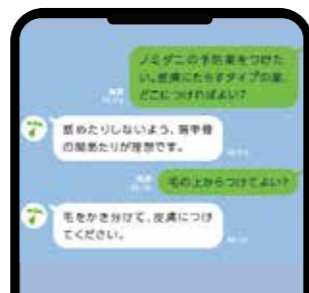 ノミダニの予防薬をつけた
い。皮膚にたらすタイプの薬、
どこにつければよい?
舐めたりしないよう、肩甲骨
の間あたりが理想です。
毛の上からつけてよい?
毛をかき分けて、皮膚につけ
てください。